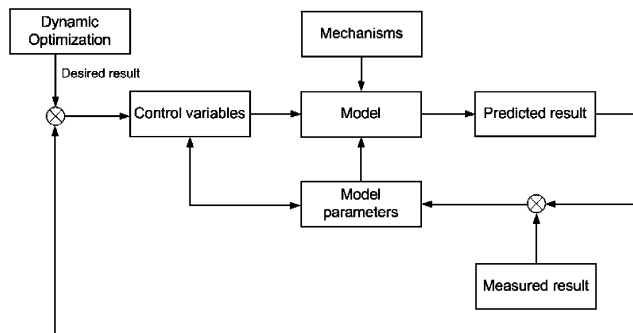 Dynamic
Optimization
Mechanisms
Desired result
Control variables
Model
Predicted result
Model
parameters
Measured result